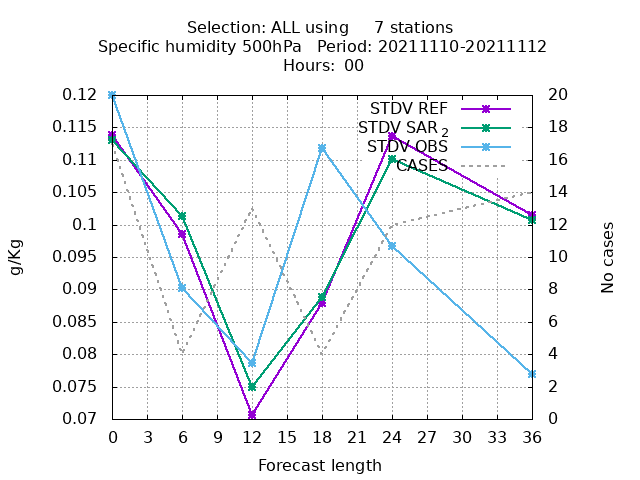 Selection: ALL using     7 stations
Specific humidity 500hPa   Period: 20211110-20211112
Hours: 00
STDV REF
STDV SAR 2
STDV OBS
CASES
0.12
0.115
0.11
0.105
0.1
0.095
0.09
0.085
0.08
0.075
0.07
20
18
16
14
12
10
8
6
4
2
0
g/Kg
No cases
0 3 6 9 12 15 18 21 24 27 30 33 36
Forecast length